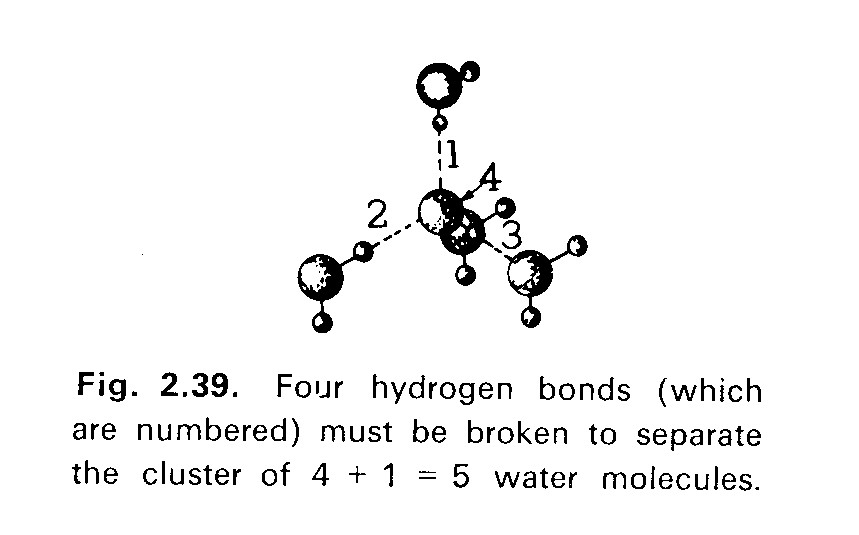 1
4
2
3
Fig. 2.39. Four hydrogen bonds (which
are numbered) must be broken to separate
the cluster of 4 + 1 = 5 water molecules.